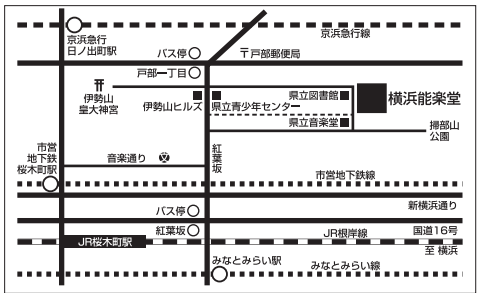 京浜急行線
京浜急行
日ノ出町駅
バス停
〒戸部郵便局
戸部一丁目
伊勢山
皇大神宮
伊勢山ヒルズ
県立青少年センター
県立図書館
横浜能楽堂
県立音楽堂
掃部山
公園
市営
地下鉄
桜木町駅
音楽通り
紅葉坂
市営地下鉄線
バス停
新横浜通り
紅葉坂
JR根岸線
国道16号
JR桜木町駅
至 横浜
みなとみらい駅
みなとみらい線